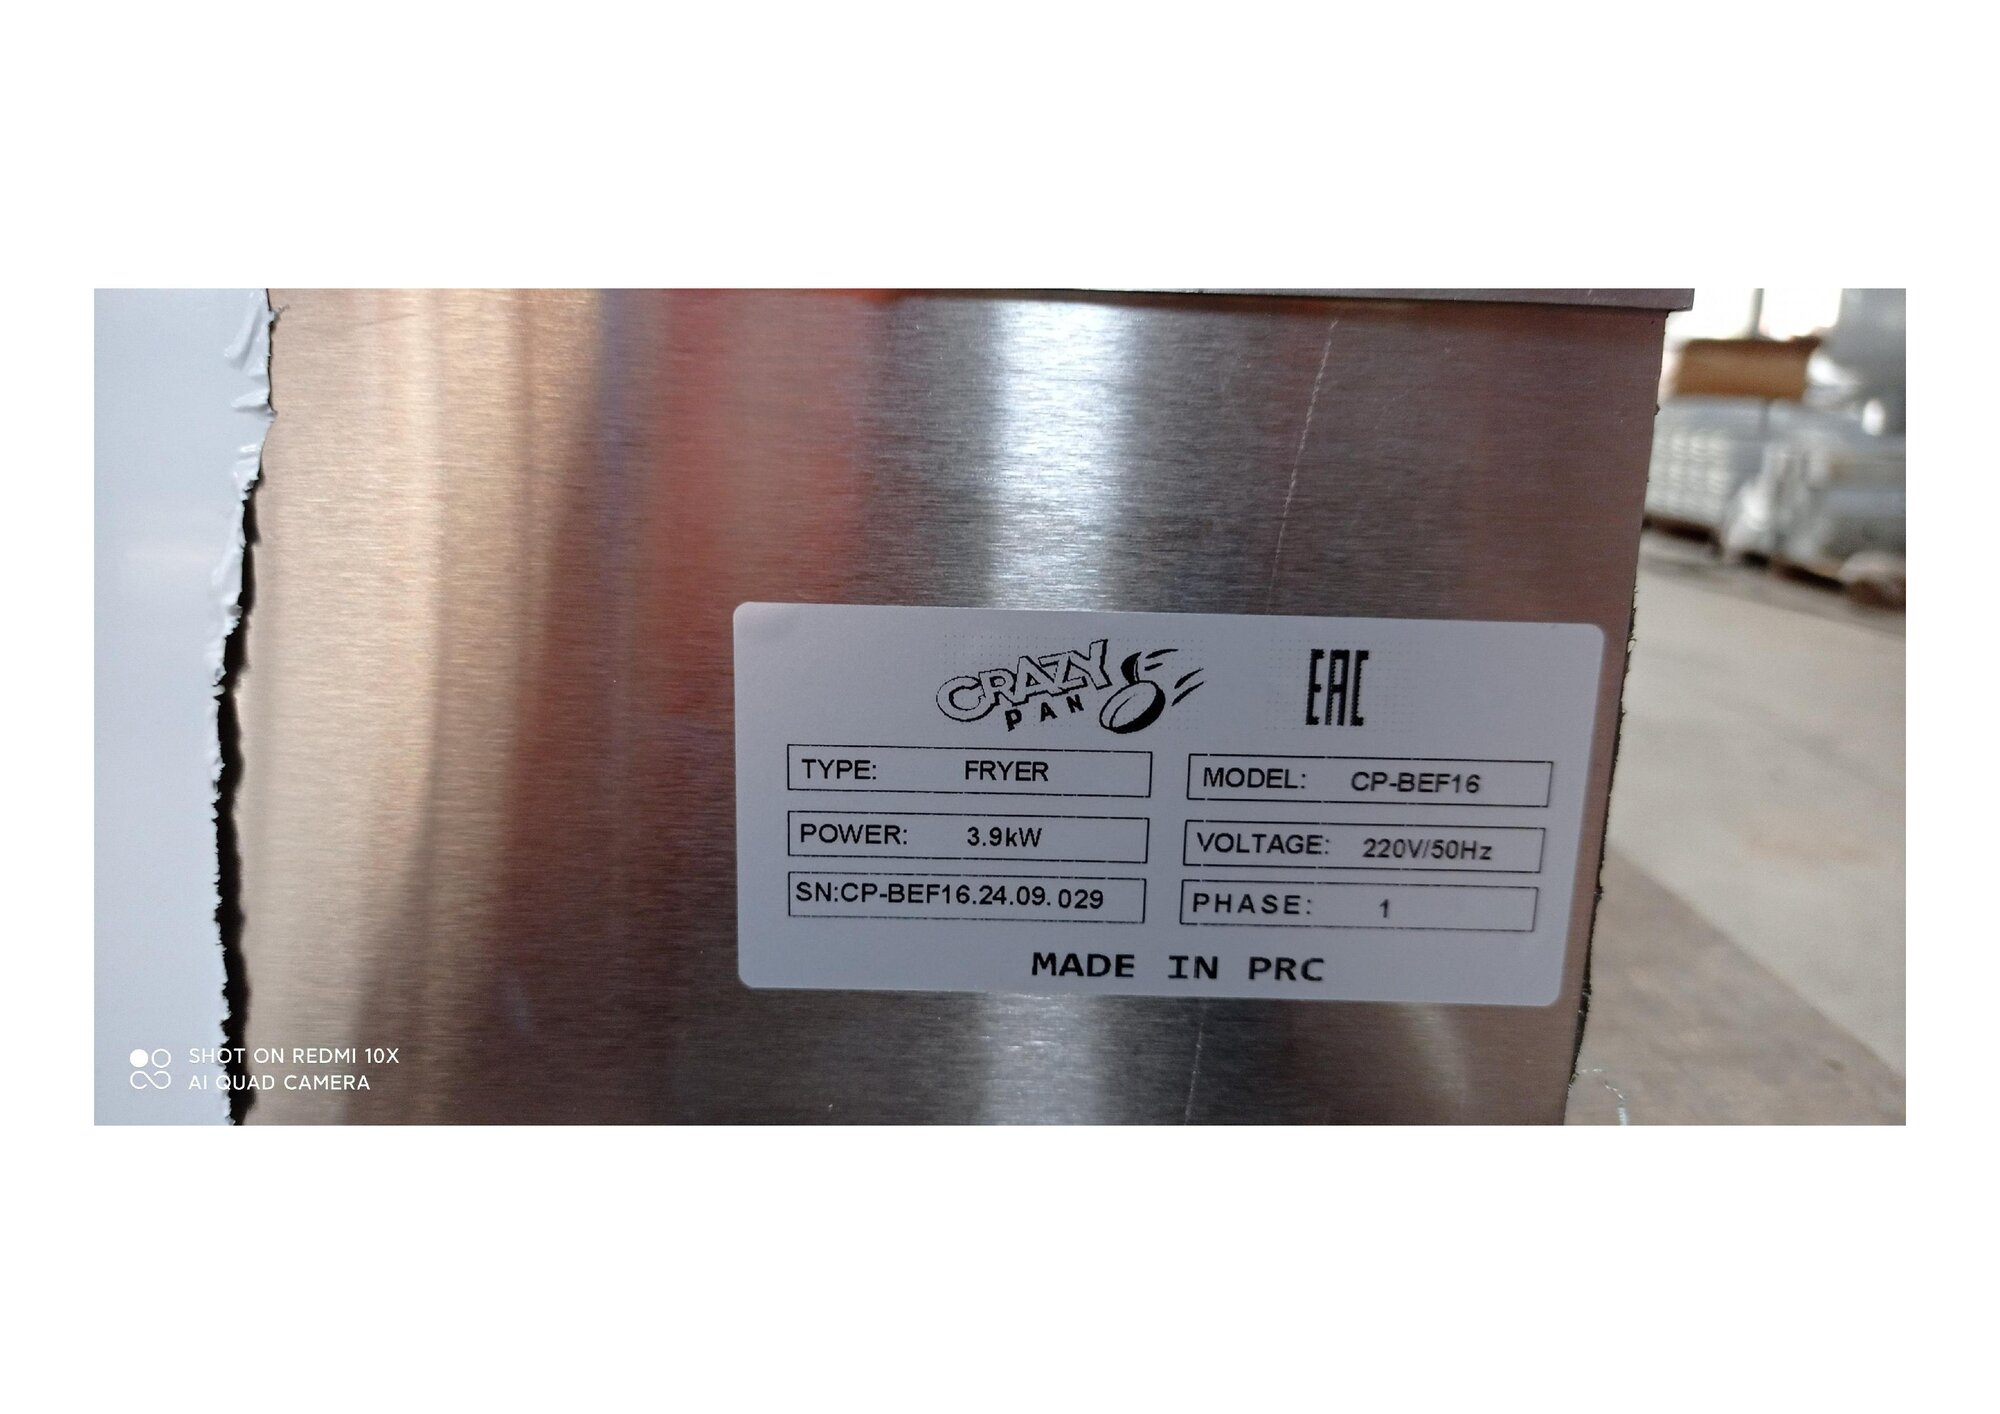 CRAZY
PAN
EAC
TYPE: FRYER
MODEL: CP-BEF16
POWER: 3.9kW
VOLTAGE: 220V/50Hz
SN:CP-BEF16.24.09.029
PHASE: 1
MADE IN PRC
SHOT ON REDMI 10X
AI QUAD CAMERA